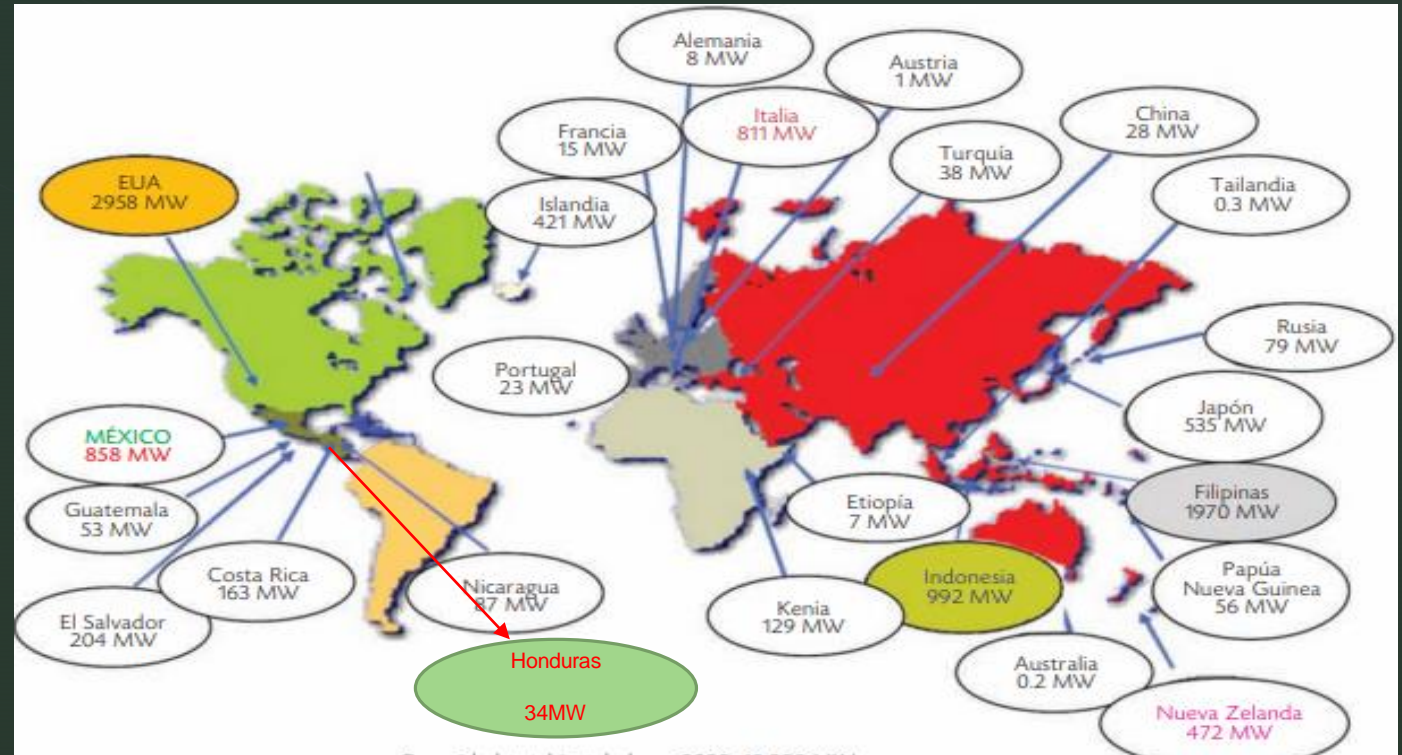 Alemania
8 MW
Austria
1 MW
Italia
811 MW
China
28 MW
Francia
15 MW
Turquía
38 MW
EUA
2958 MW
Tailandia
0.3 MW
Islandia
421 MW
Rusia
79 MW
Portugal
23 MW
Japón
535 MW
MÉXICO
858 MW
Guatemala
53 MW
Etiopía
7 MW
Filipinas
1970 MW
Costa Rica
163 MW
Nicaragua
87 MW
Kenia
129 MW
Indonesia
992 MW
Papúa
Nueva Guinea
56 MW
El Salvador
204 MW
Honduras
34MW
Australia
0.2 MW
Nueva Zelanda
472 MW